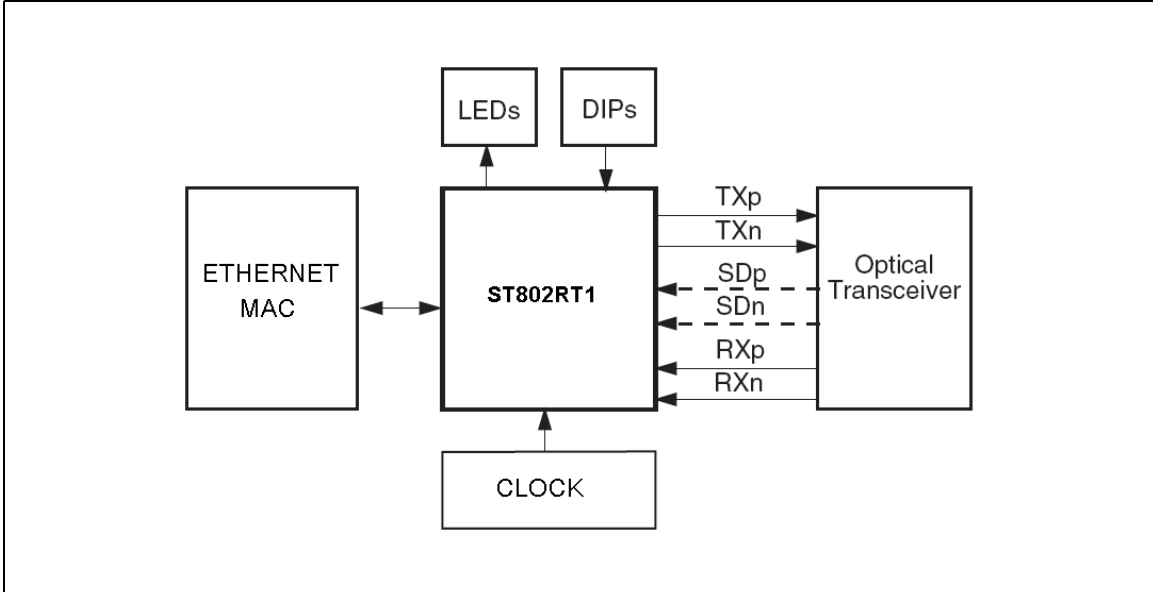 LEDs
DIPs
ETHERNET
MAC
ST802RT1
TXp
TXn
SDp
SDn
RXp
RXn
Optical
Transceiver
CLOCK